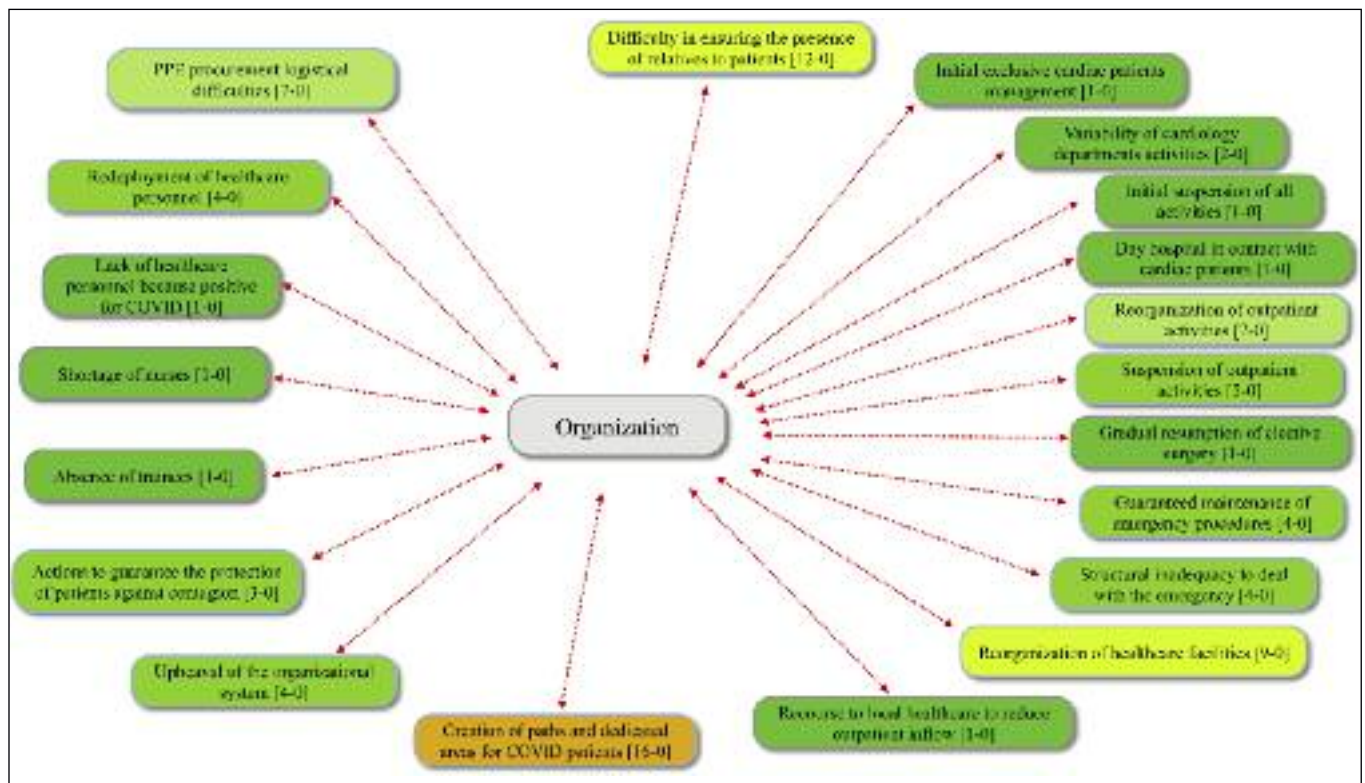 Difficulty in ensuring the presence
of relatives to patients [12-0]
PPE procurement logistical
difficulties [7-0]
Initial exclusive cardiac patients
management [1-0]
Variability of cardiology
departments activities [2-0]
Redeployment of healthcare
personnel [4-0]
Initial suspension of all
activities [1-0]
Day hospital in contact with
cardiac patients [1-0]
Lack of healthcare
personnel because positive
for COVID [1-0]
Reorganization of outpatient
activities [7-0]
Shortage of nurses [1-0]
Suspension of outpatient
activities
Organization
Gradual resumption of elective
surgery [1-0]
Absence of trainees [1-0]
Guaranteed maintenance of
emergency procedures [4-0]
Actions to guarantee the protection
of patients against contagion [3-0]
Structural inadequacy to deal
with the emergency [4-0]
Reorganization of healthcare facilities [9-0]
Upheaval of the organizational
system [4-0]
Creation of paths and dedicated
areas for COVID patients [16-0]
Recourse to local healthcare to reduce
outpatient inflow [1-0]